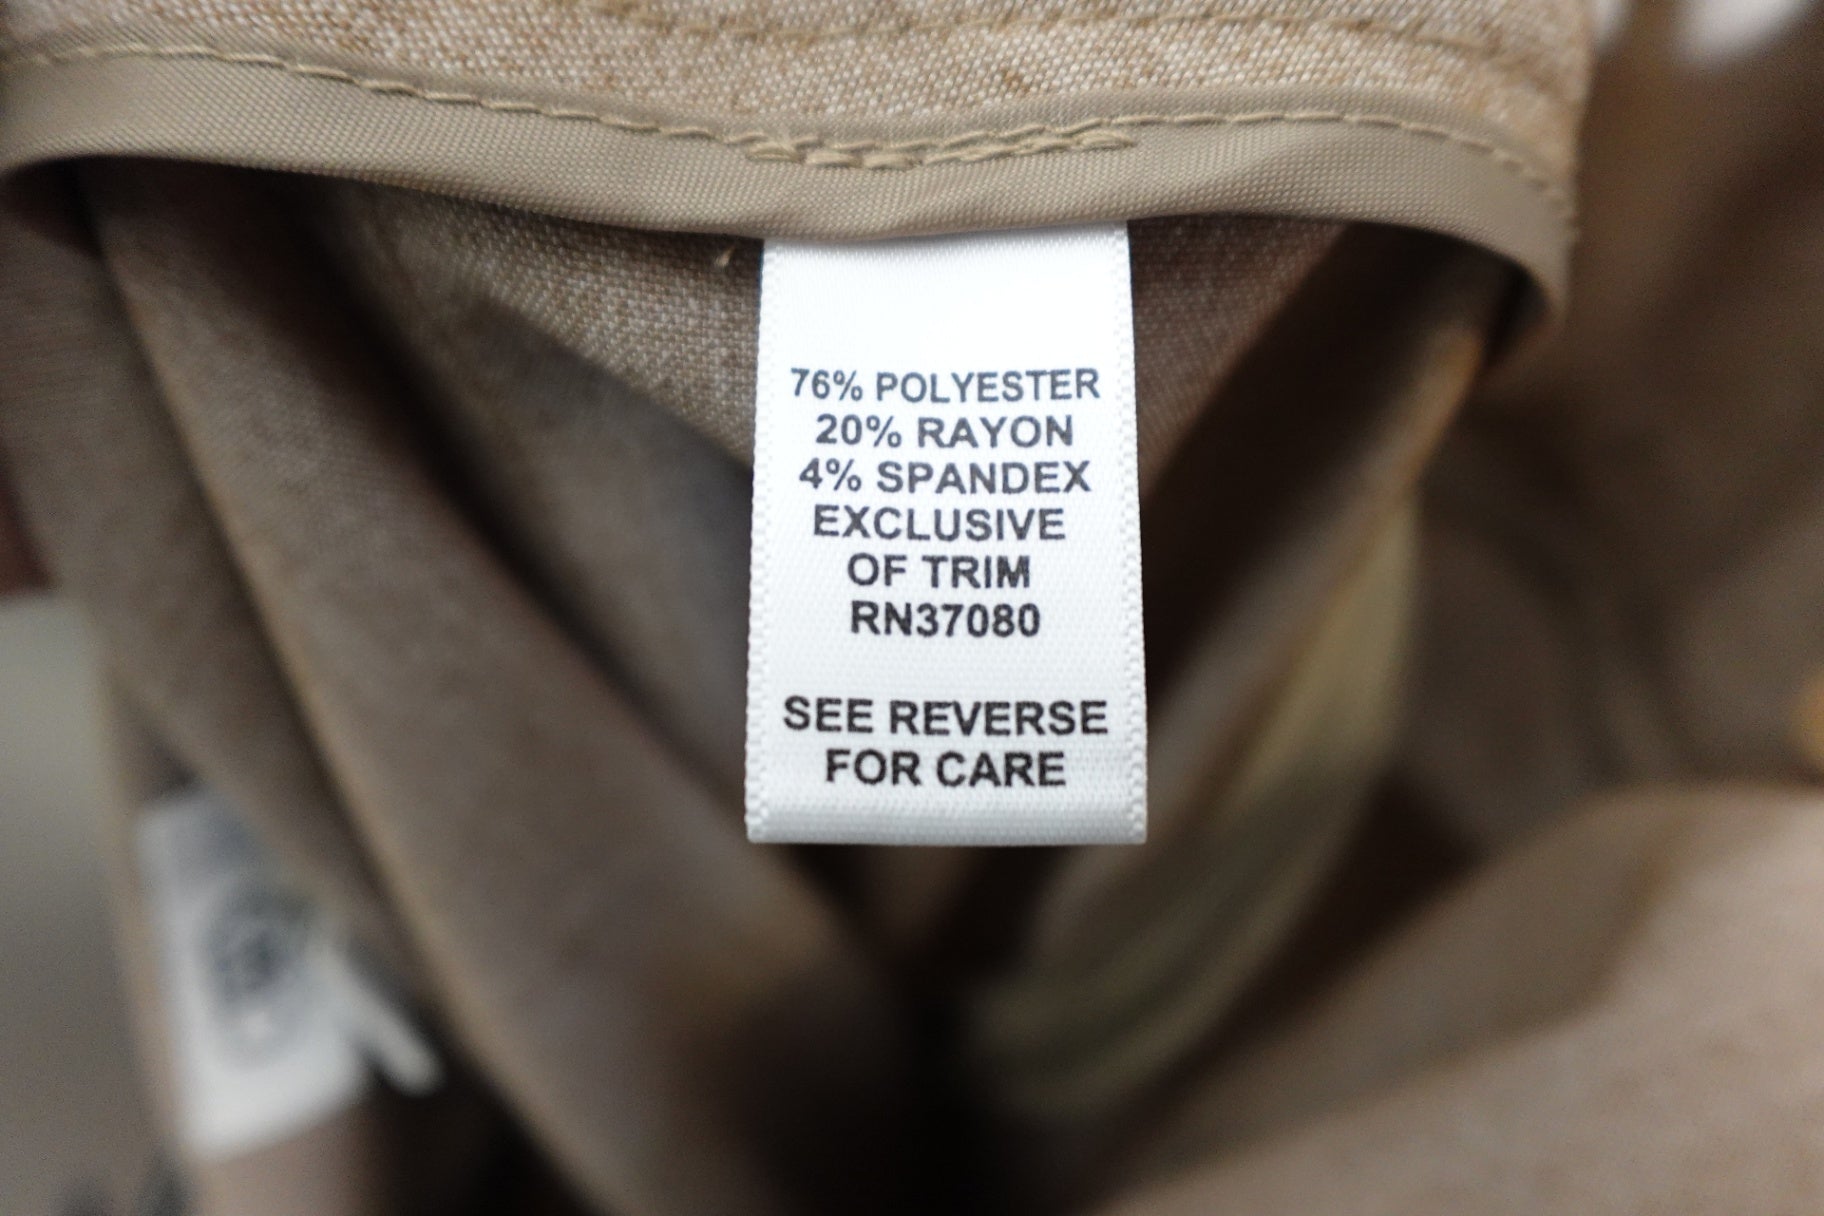 76% POLYESTER
20% RAYON
4% SPANDEX
EXCLUSIVE
OF TRIM
RN37080
SEE REVERSE
FOR CARE